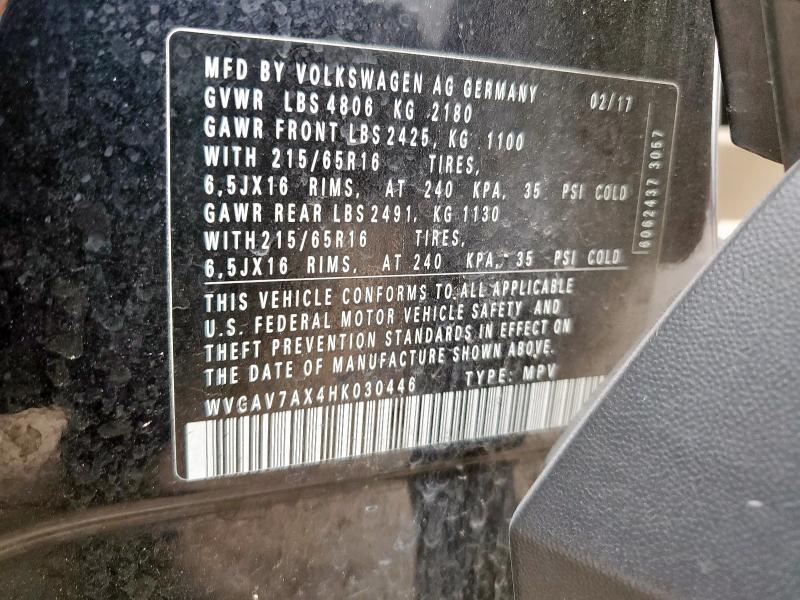 MFD BY VOLKSWAGEN AG GERMANY 02/17
GVWR LBS 4806 KG 2180
GAWR FRONT LBS 2425, KG 1100
WITH 215/65R16 TIRES,
6,5JX16 RIMS, AT 240 KPA, 35 PSI COLD
GAWR REAR LBS 2491, KG 1130
WITH 215/65R16 TIRES,
6,5JX16 RIMS, AT 240 KPA, 35 PSI COLD
6062437 3057
THIS VEHICLE CONFORMS TO ALL APPLICABLE
U.S. FEDERAL MOTOR VEHICLE SAFETY AND
THEFT PREVENTION STANDARDS IN EFFECT ON
THE DATE OF MANUFACTURE SHOWN ABOVE.
WVGAV7AX4HK030446 TYPE: MPV